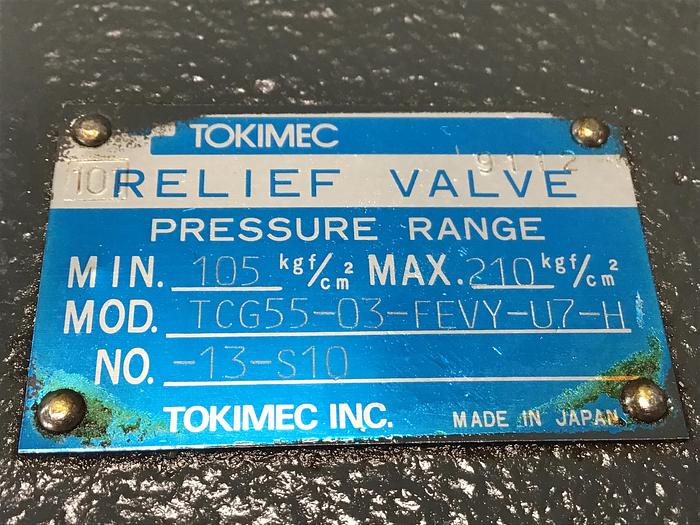 TOKIMEC
91112
10 RELIEF VALVE
PRESSURE RANGE
MIN. 105 kgf/cm² MAX. 210 kgf/cm²
MOD. TCG55-03-FEVY-U7-H
NO. -13-S10
TOKIMEC INC. MADE IN JAPAN